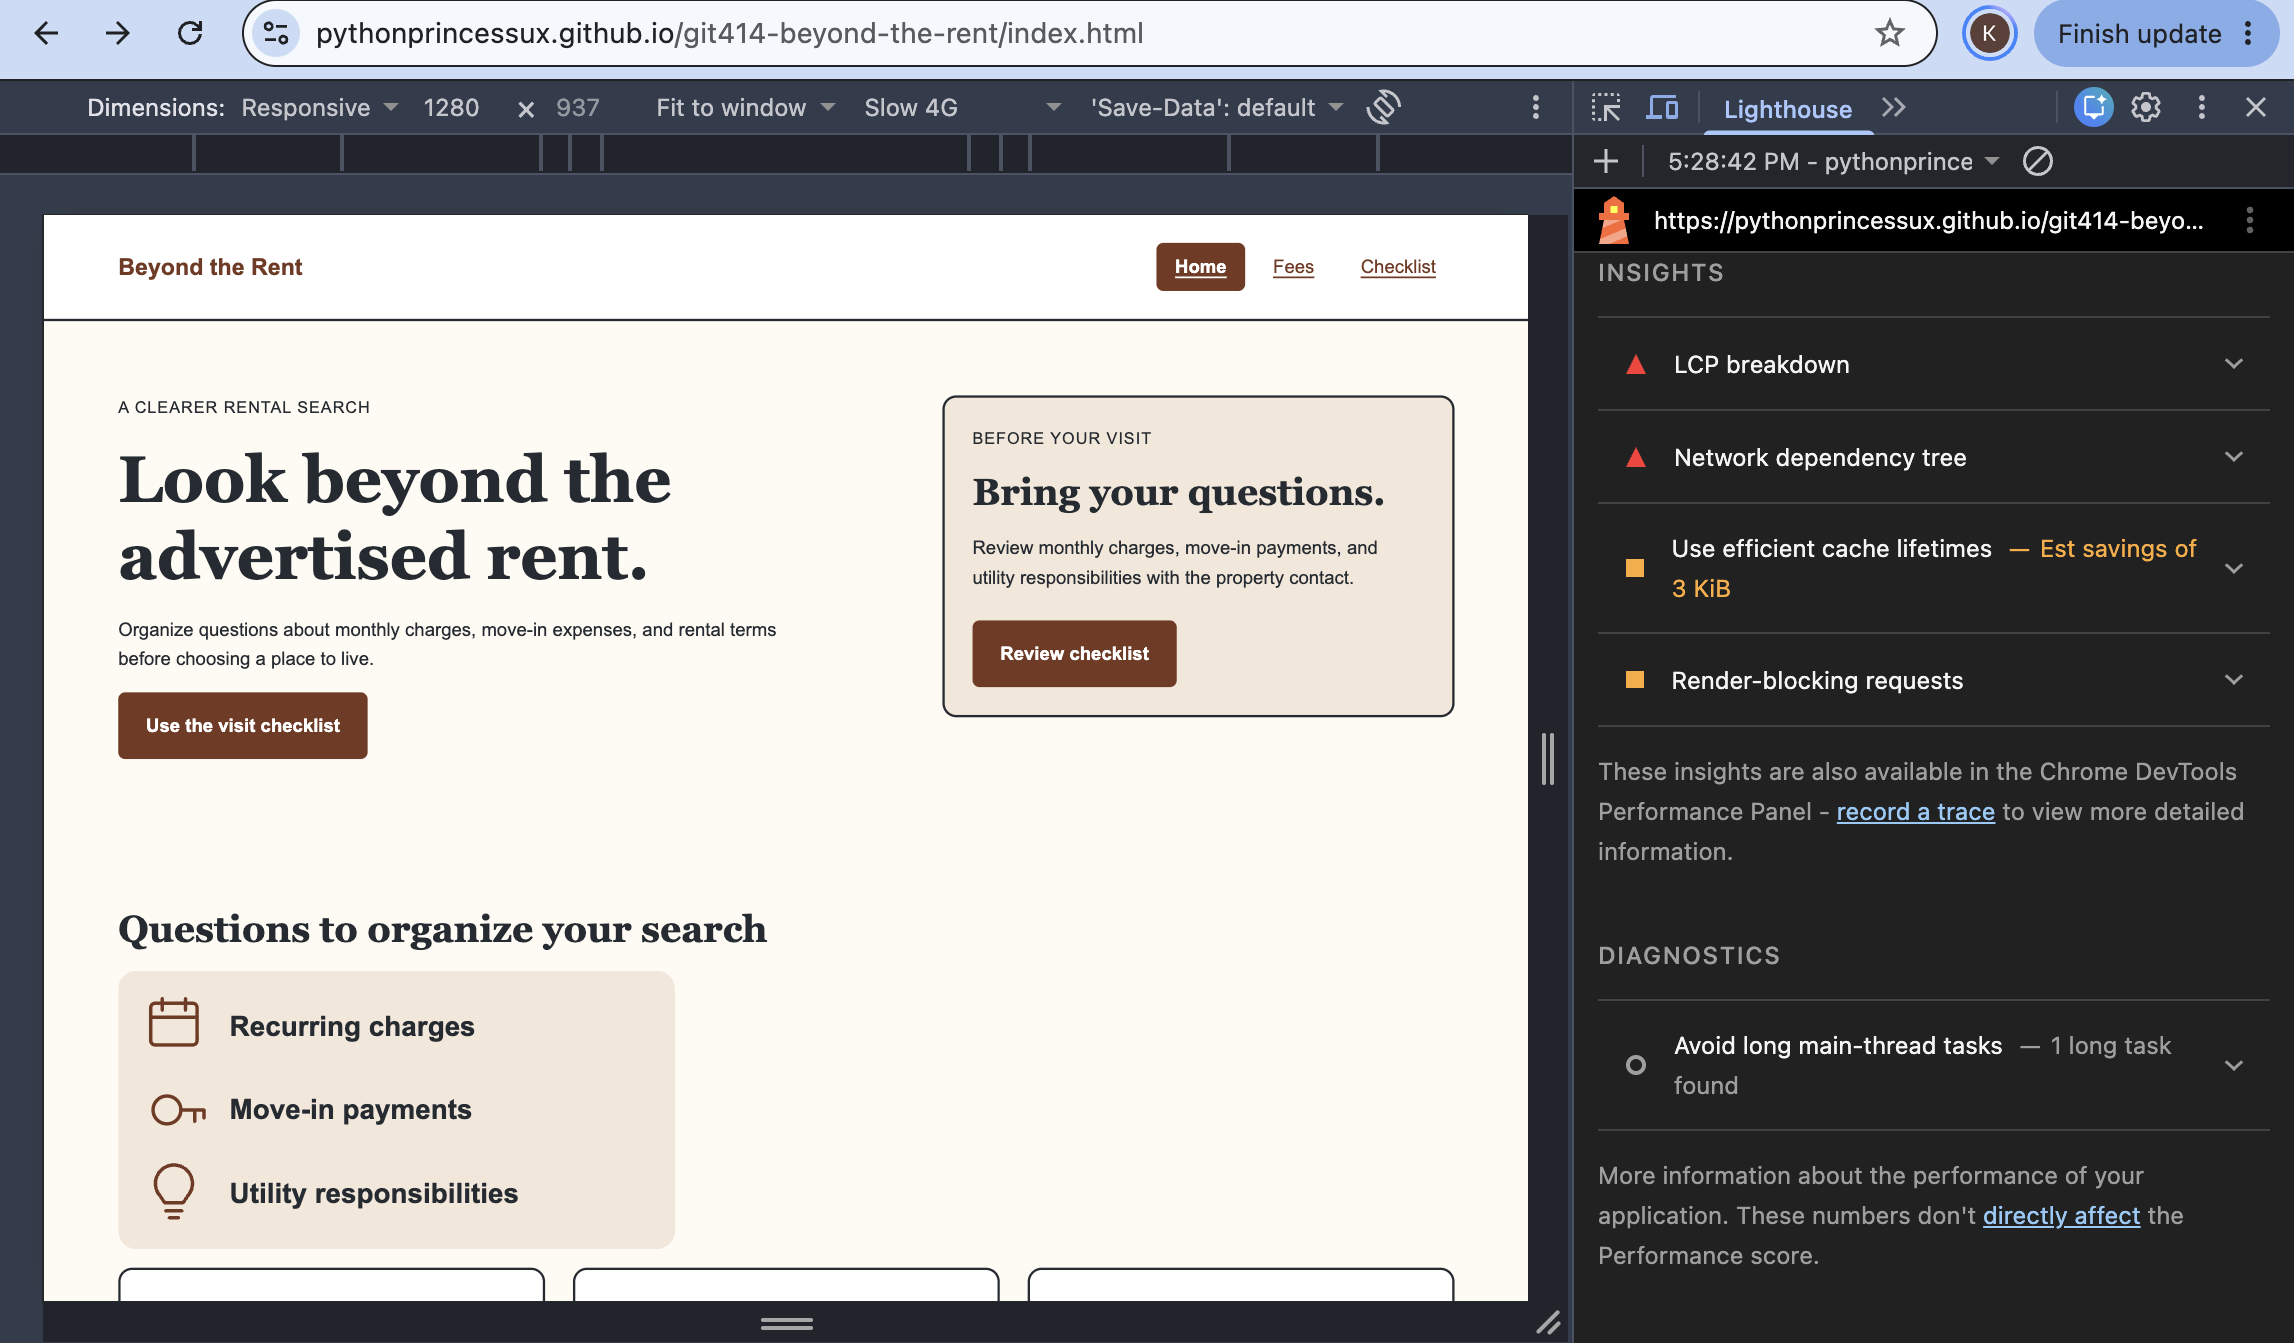 pythonprincessux.github.io/git414-beyond-the-rent/index.html
K
Finish update
Dimensions: Responsive
1280
×
937
Fit to window
Slow 4G
'Save-Data': default
Lighthouse
5:28:42 PM - pythonprince
https://pythonprincessux.github.io/git414-beyo...
Beyond the Rent
Home
Fees
Checklist
A CLEARER RENTAL SEARCH
Look beyond the
advertised rent.
Organize questions about monthly charges, move-in expenses, and rental terms
before choosing a place to live.
Use the visit checklist
BEFORE YOUR VISIT
Bring your questions.
Review monthly charges, move-in payments, and
utility responsibilities with the property contact.
Review checklist
Questions to organize your search
Recurring charges
Move-in payments
Utility responsibilities
INSIGHTS
LCP breakdown
Network dependency tree
Use efficient cache lifetimes — Est savings of
3 KiB
Render-blocking requests
These insights are also available in the Chrome DevTools
Performance Panel - record a trace to view more detailed
information.
DIAGNOSTICS
Avoid long main-thread tasks — 1 long task
found
More information about the performance of your
application. These numbers don't directly affect the
Performance score.